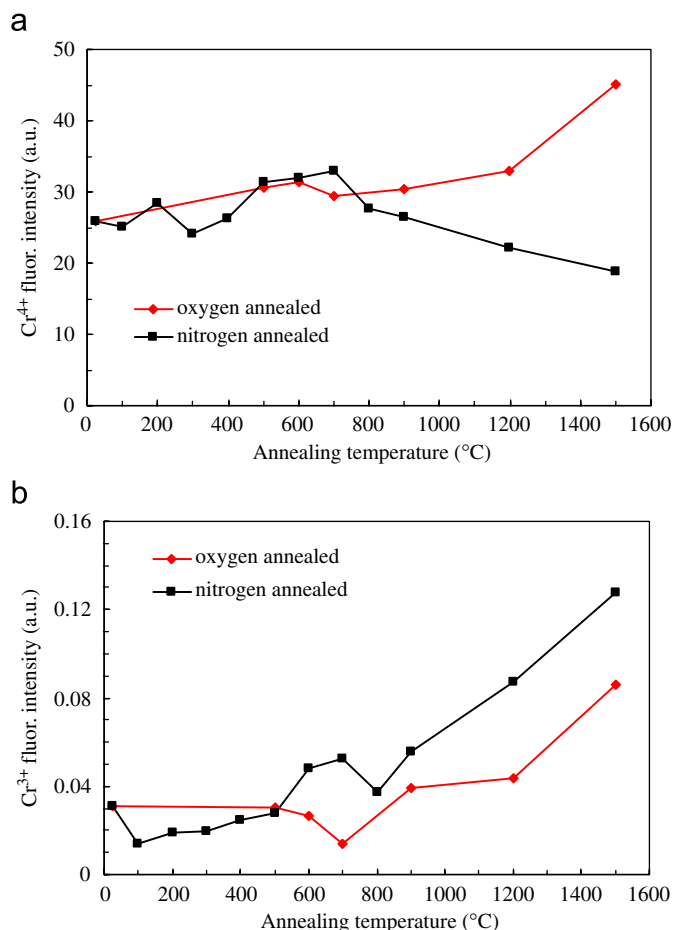 a
50
40
30
20
10
0
Cr⁴⁺ fluor. intensity (a.u.)
oxygen annealed
nitrogen annealed
0 200 400 600 800 1000 1200 1400 1600
Annealing temperature (°C)
b
0.16
0.12
0.08
0.04
0
Cr³⁺ fluor. intensity (a.u.)
oxygen annealed
nitrogen annealed
0 200 400 600 800 1000 1200 1400 1600
Annealing temperature (°C)